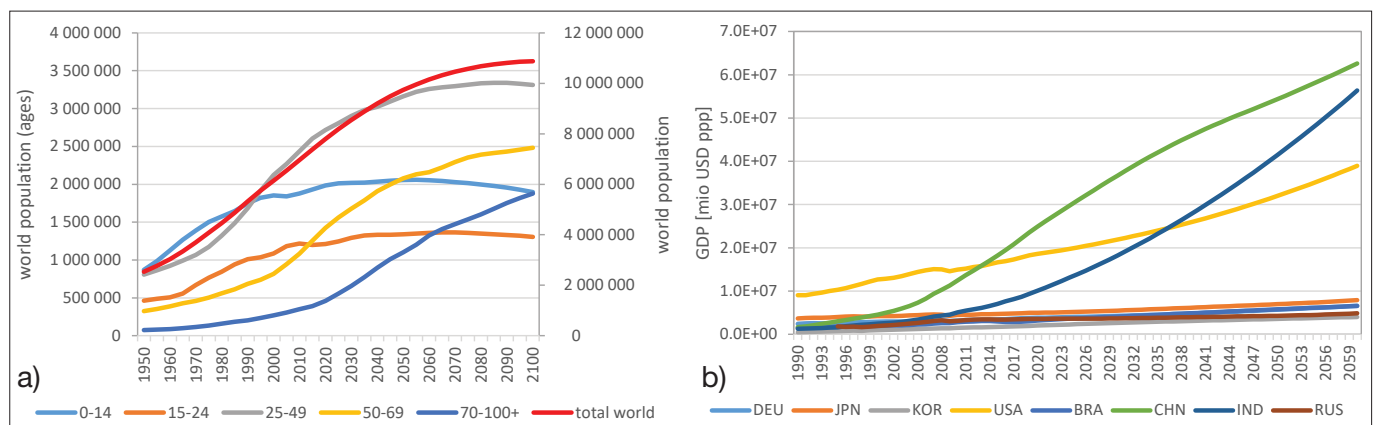 4 000 000
3 500 000
3 000 000
2 500 000
2 000 000
1 500 000
1 000 000
500 000
0
world population (ages)
12 000 000
10 000 000
8 000 000
6 000 000
4 000 000
2 000 000
0
world population
1950 1960 1970 1980 1990 2000 2010 2020 2030 2040 2050 2060 2070 2080 2090 2100
a)
0-14 15-24 25-49 50-69 70-100+ total world
7.0E+07
6.0E+07
5.0E+07
4.0E+07
3.0E+07
2.0E+07
1.0E+07
0.0E+00
GDP [mio USD ppp]
1990 1993 1996 1999 2002 2005 2008 2011 2014 2017 2020 2023 2026 2029 2032 2035 2038 2041 2044 2047 2050 2053 2056 2059
b)
DEU JPN KOR USA BRA CHN IND RUS